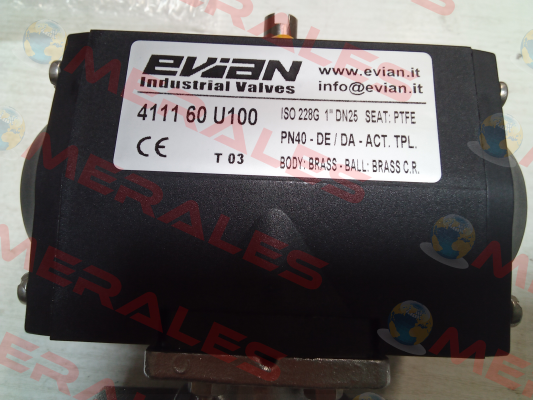 EVIAN
Industrial Valves
www.evian.it
info@evian.it
4111 60 U100
ISO 228G 1" DN25 SEAT: PTFE
PN40 - DE / DA - ACT. TPL.
CE
T 03
BODY: BRASS - BALL: BRASS C.R.
MERALES
MERALES
MERALES